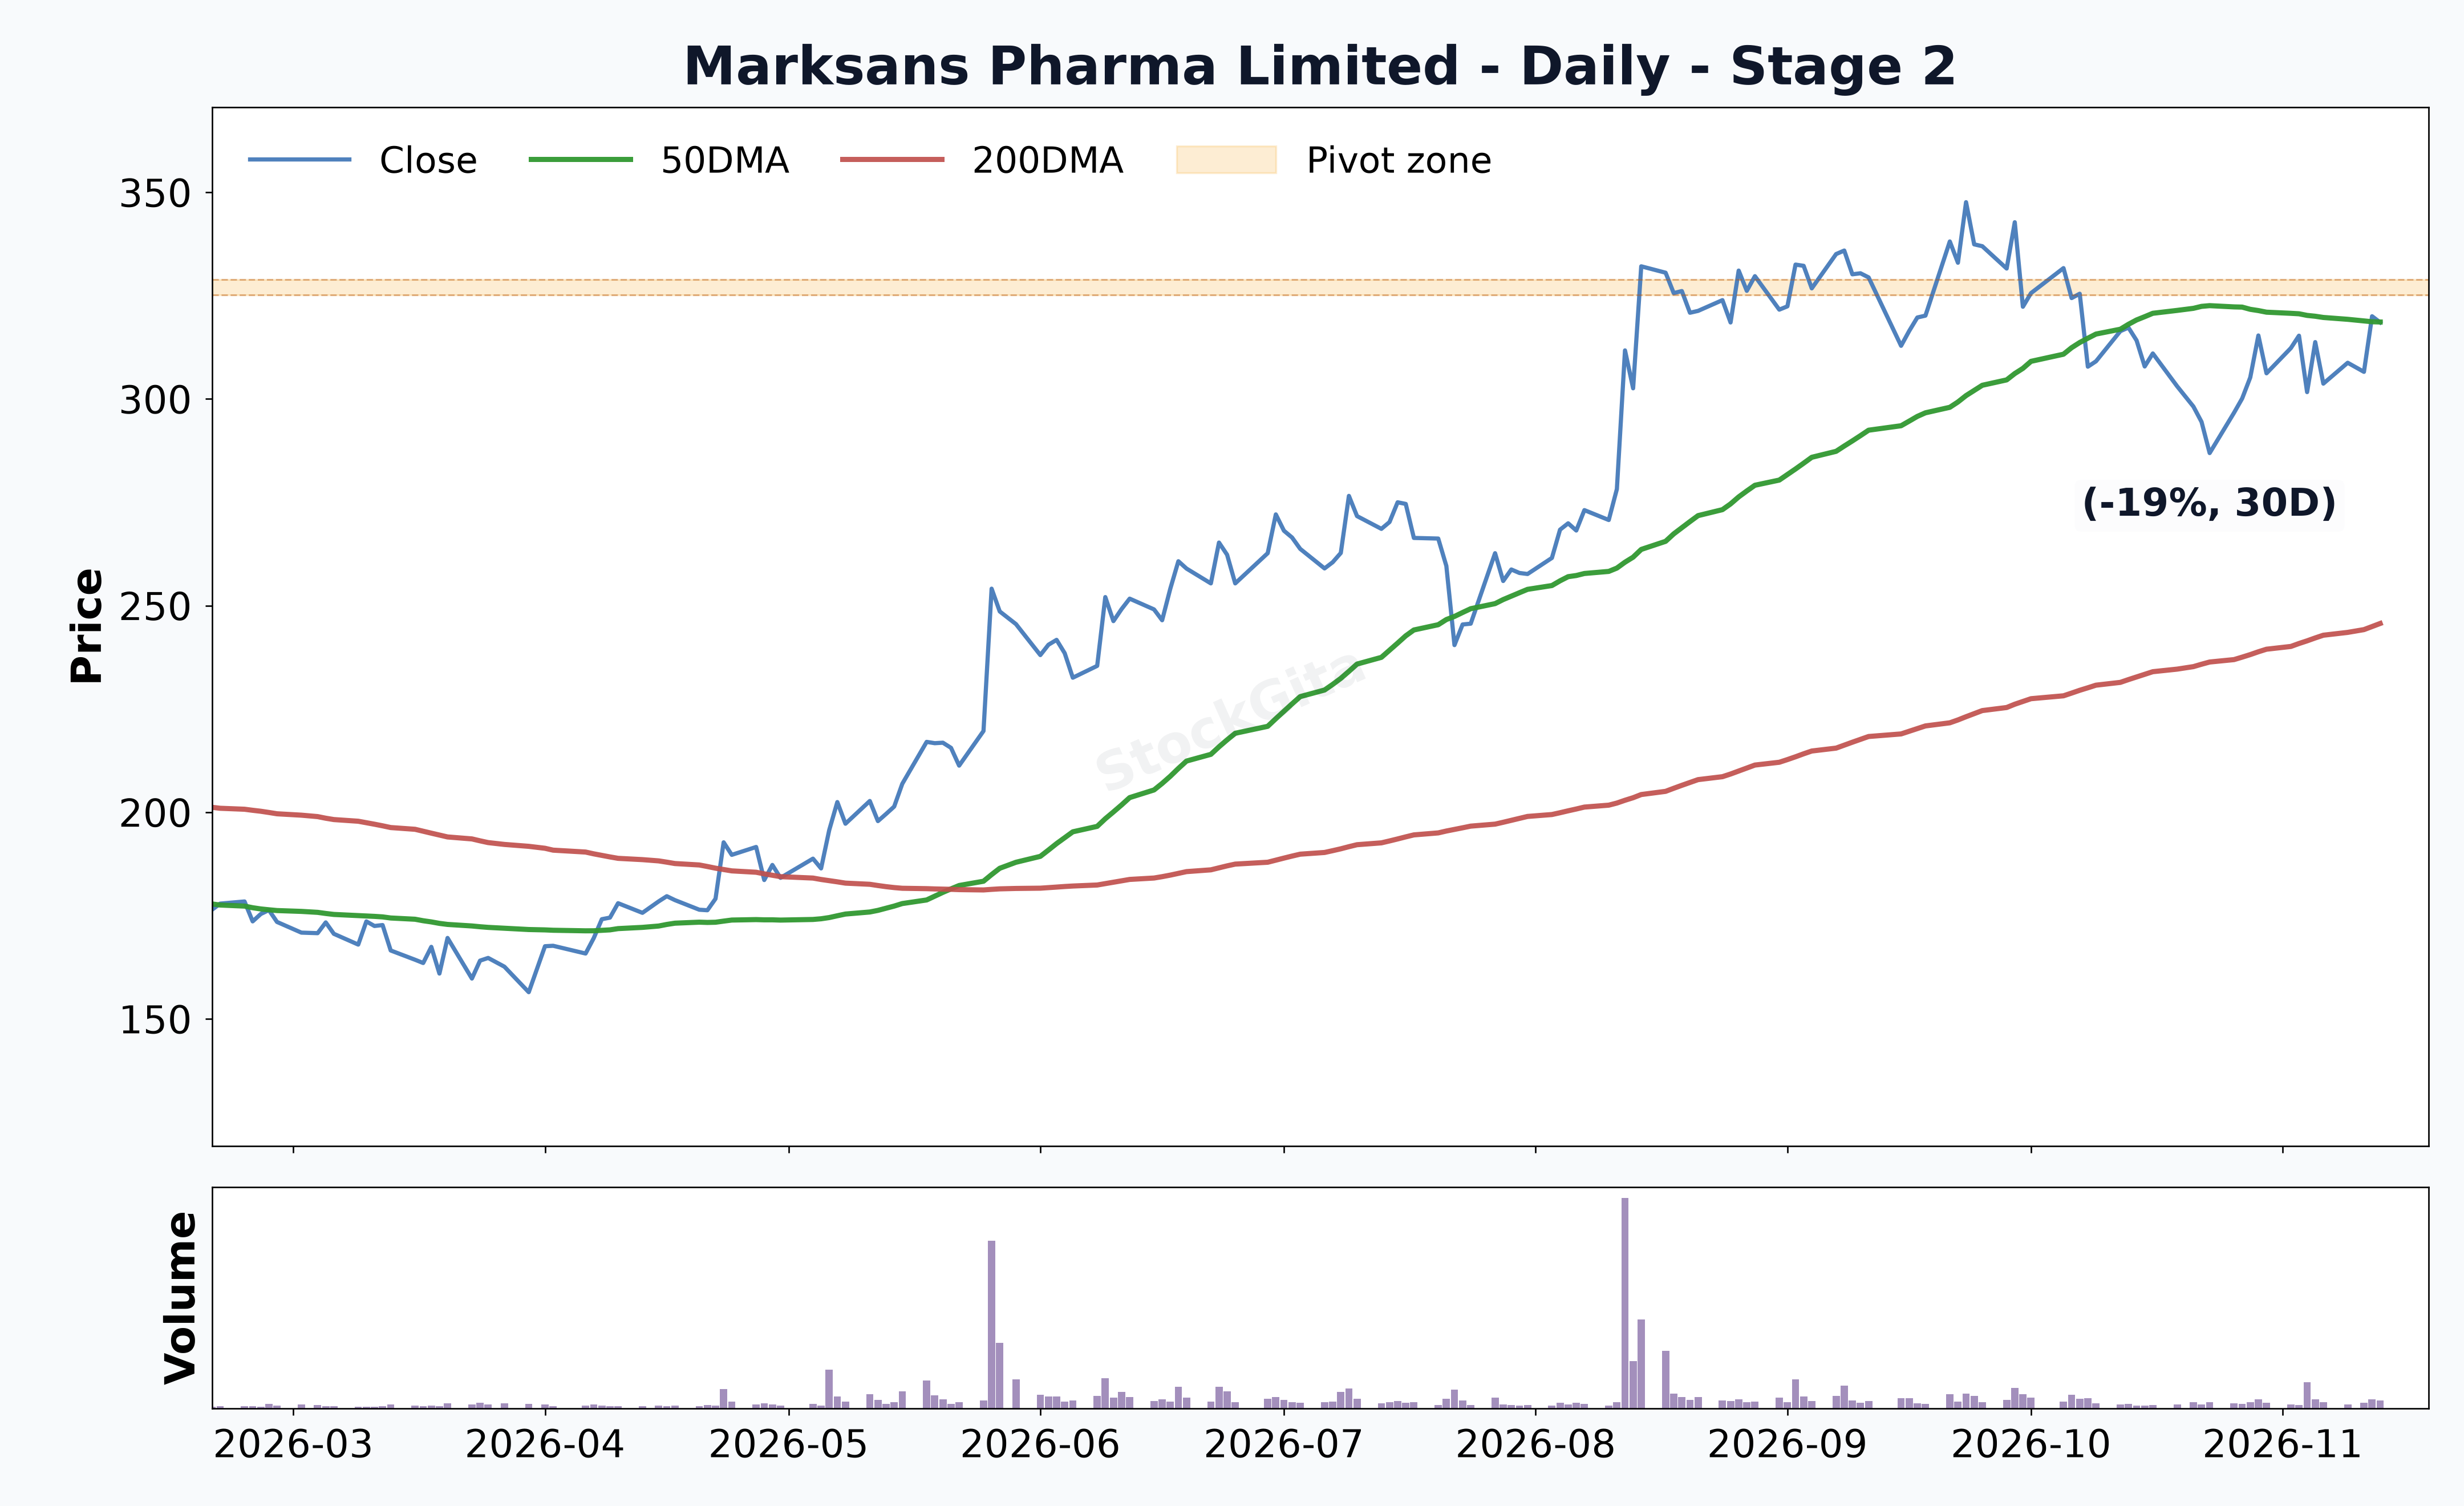 Marksans Pharma Limited - Daily - Stage 2
Close 50DMA 200DMA Pivot zone
350
300
250
200
150
Price
(-19%, 30D)
StockGita
Volume
2026-03 2026-04 2026-05 2026-06 2026-07 2026-08 2026-09 2026-10 2026-11